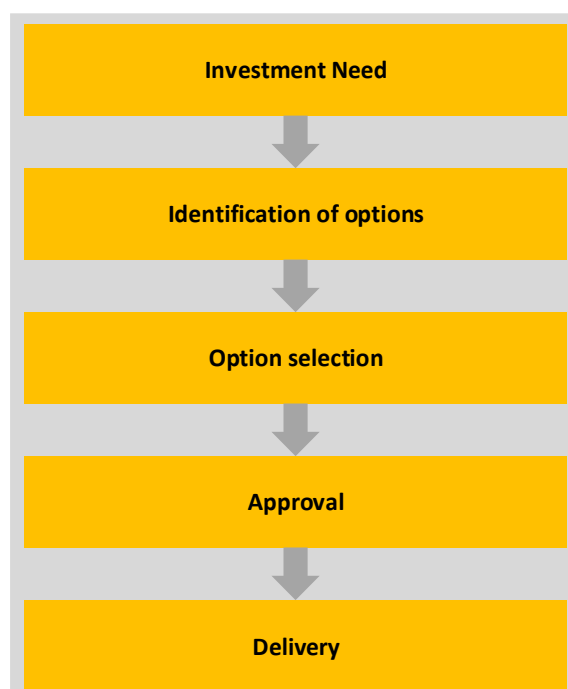 Investment Need
Identification of options
Option selection
Approval
Delivery